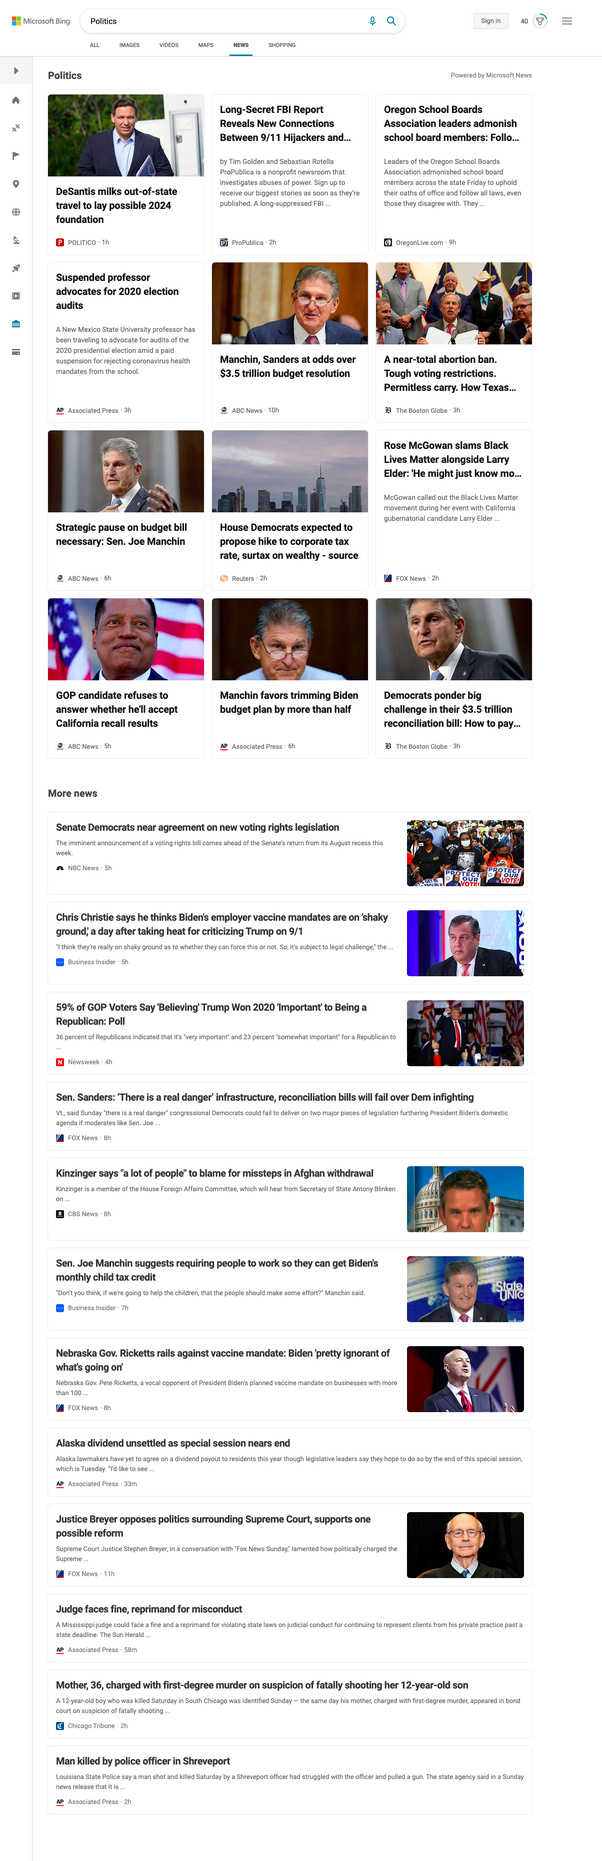 Microsoft Bing
Politics
Sign in
40
ALL
IMAGES
VIDEOS
MAPS
NEWS
SHOPPING
Politics
Powered by Microsoft News
DeSantis milks out-of-state
travel to lay possible 2024
foundation
POLITICO · 1h
Long-Secret FBI Report
Reveals New Connections
Between 9/11 Hijackers and...
by Tim Golden and Sebastian Rotella
ProPublica is a nonprofit newsroom that
investigates abuses of power. Sign up to
receive our biggest stories as soon as they're
published. A long-suppressed FBI ...
ProPublica · 2h
Oregon School Boards
Association leaders admonish
school board members: Follo...
Leaders of the Oregon School Boards
Association admonished school board
members across the state Friday to uphold
their oaths of office and follow all laws, even
those they disagree with. They ...
OregonLive.com · 9h
Suspended professor
advocates for 2020 election
audits
A New Mexico State University professor has
been traveling to advocate for audits of the
2020 presidential election amid a paid
suspension for rejecting coronavirus health
mandates from the school.
AP Associated Press · 3h
Manchin, Sanders at odds over
$3.5 trillion budget resolution
ABC News · 10h
A near-total abortion ban.
Tough voting restrictions.
Permitless carry. How Texas...
B The Boston Globe · 3h
Strategic pause on budget bill
necessary: Sen. Joe Manchin
ABC News · 6h
House Democrats expected to
propose hike to corporate tax
rate, surtax on wealthy - source
Reuters · 2h
Rose McGowan slams Black
Lives Matter alongside Larry
Elder: 'He might just know mo...
McGowan called out the Black Lives Matter
movement during her event with California
gubernatorial candidate Larry Elder ...
FOX News · 2h
GOP candidate refuses to
answer whether he'll accept
California recall results
ABC News · 5h
Manchin favors trimming Biden
budget plan by more than half
AP Associated Press · 6h
Democrats ponder big
challenge in their $3.5 trillion
reconciliation bill: How to pay...
B The Boston Globe · 3h
More news
Senate Democrats near agreement on new voting rights legislation
The imminent announcement of a voting rights bill comes ahead of the Senate's return from its August recess this
week.
NBC News · 5h
PROTECT
OUR
VOTE!
PROTECT
OUR
VOTE!
Chris Christie says he thinks Biden's employer vaccine mandates are on 'shaky
ground,' a day after taking heat for criticizing Trump on 9/11
"I think they're really on shaky ground as to whether they can force this or not. So, it's subject to legal challenge," the ...
Business Insider · 5h
59% of GOP Voters Say 'Believing' Trump Won 2020 'Important' to Being a
Republican: Poll
36 percent of Republicans indicated that it's "very important" and 23 percent "somewhat important" for a Republican to
...
N Newsweek · 4h
Sen. Sanders: 'There is a real danger' infrastructure, reconciliation bills will fail over Dem infighting
Vt., said Sunday "there is a real danger" congressional Democrats could fail to deliver on two major pieces of legislation furthering President Biden's domestic
agenda if moderates like Sen. Joe ...
FOX News · 8h
Kinzinger says "a lot of people" to blame for missteps in Afghan withdrawal
Kinzinger is a member of the House Foreign Affairs Committee, which will hear from Secretary of State Antony Blinken
on ...
CBS News · 8h
Sen. Joe Manchin suggests requiring people to work so they can get Biden's
monthly child tax credit
"Don't you think, if we're going to help the children, that the people should make some effort?" Manchin said.
Business Insider · 7h
State
UNIO
Nebraska Gov. Ricketts rails against vaccine mandate: Biden 'pretty ignorant of
what's going on'
Nebraska Gov. Pete Ricketts, a vocal opponent of President Biden's planned vaccine mandate on businesses with more
than 100 ...
FOX News · 8h
Alaska dividend unsettled as special session nears end
Alaska lawmakers have yet to agree on a dividend payout to residents this year though legislative leaders say they hope to do so by the end of this special session,
which is Tuesday. "I'd like to see ...
AP Associated Press · 33m
Justice Breyer opposes politics surrounding Supreme Court, supports one
possible reform
Supreme Court Justice Stephen Breyer, in a conversation with "Fox News Sunday," lamented how politically charged the
Supreme ...
FOX News · 11h
Judge faces fine, reprimand for misconduct
A Mississippi judge could face a fine and a reprimand for violating state laws on judicial conduct for continuing to represent clients from his private practice past a
state deadline. The Sun Herald ...
AP Associated Press · 58m
Mother, 36, charged with first-degree murder on suspicion of fatally shooting her 12-year-old son
A 12-year-old boy who was killed Saturday in South Chicago was identified Sunday — the same day his mother, charged with first-degree murder, appeared in bond
court on suspicion of fatally shooting ...
Chicago Tribune · 2h
Man killed by police officer in Shreveport
Louisiana State Police say a man shot and killed Saturday by a Shreveport officer had struggled with the officer and pulled a gun. The state agency said in a Sunday
news release that it is ...
AP Associated Press · 2h